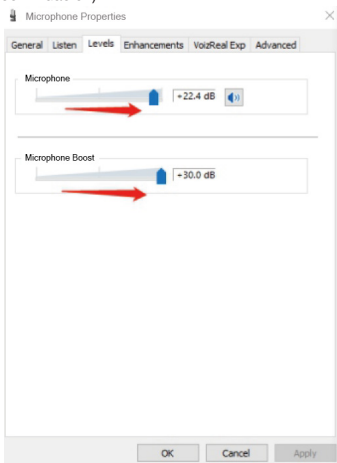 Microphone Properties
General Listen Levels Enhancements VoizReal Exp Advanced
Microphone
+22.4 dB
Microphone Boost
+30.0 dB
OK Cancel Apply